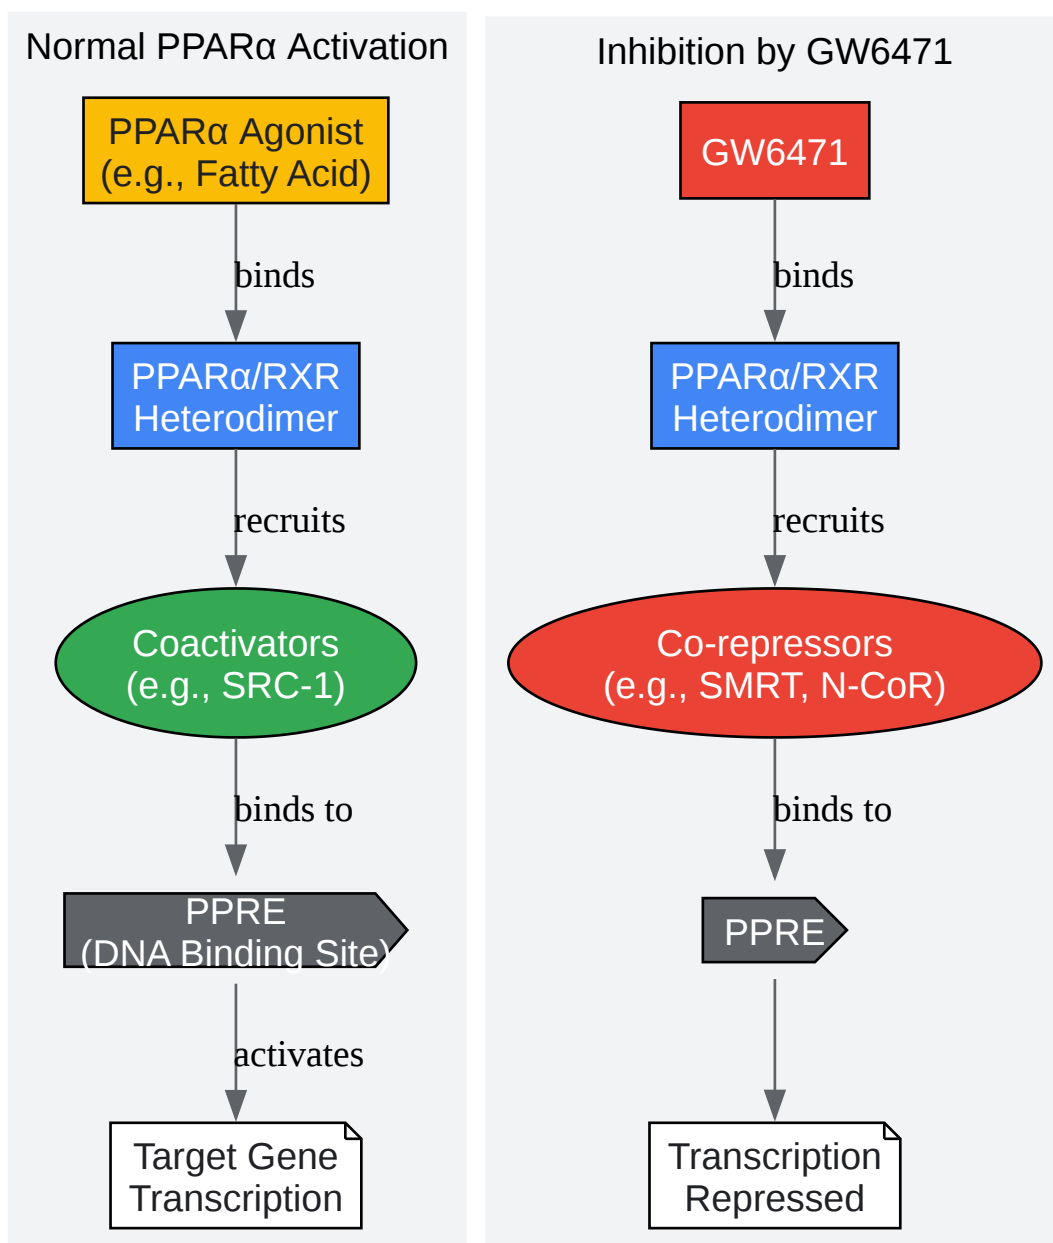 Normal PPARα Activation
PPARα Agonist
(e.g., Fatty Acid)
binds
PPARα/RXR
Heterodimer
recruits
Coactivators
(e.g., SRC-1)
binds to
PPRE
(DNA Binding Site)
activates
Target Gene
Transcription
Inhibition by GW6471
GW6471
binds
PPARα/RXR
Heterodimer
recruits
Co-repressors
(e.g., SMRT, N-CoR)
binds to
PPRE
Transcription
Repressed